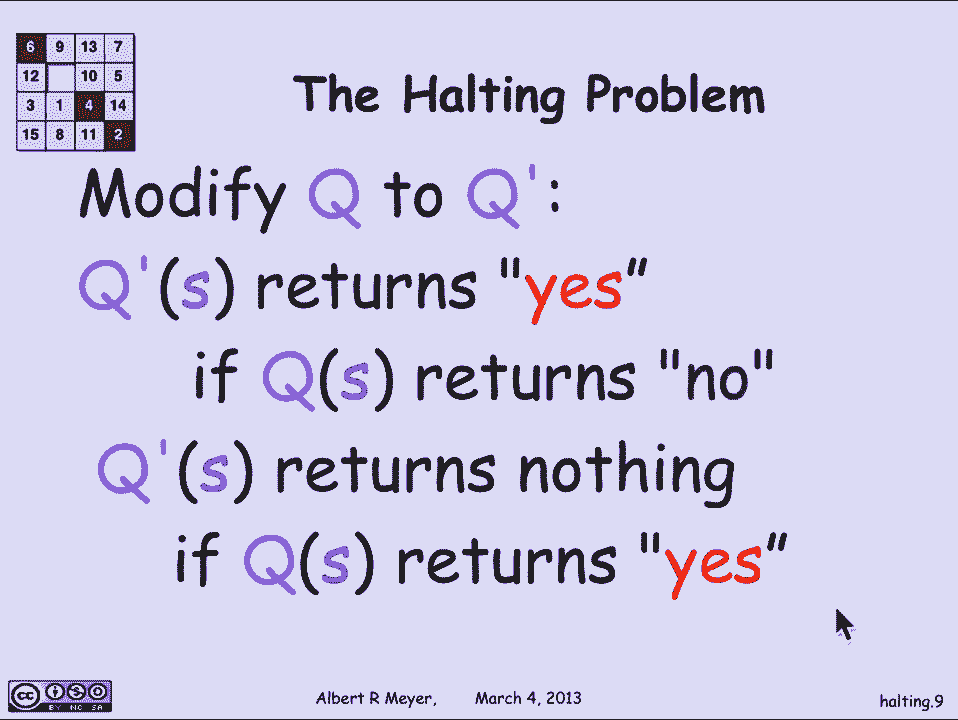 6 9 13 7
12 10 5
3 1 4 14
15 8 11 2
The Halting Problem
Modify Q to Q':
Q'(s) returns "yes”
if Q(s) returns "no"
Q'(s) returns nothing
if Q(s) returns "yes”
cc BY NC SA
Albert R Meyer, March 4, 2013
halting.9